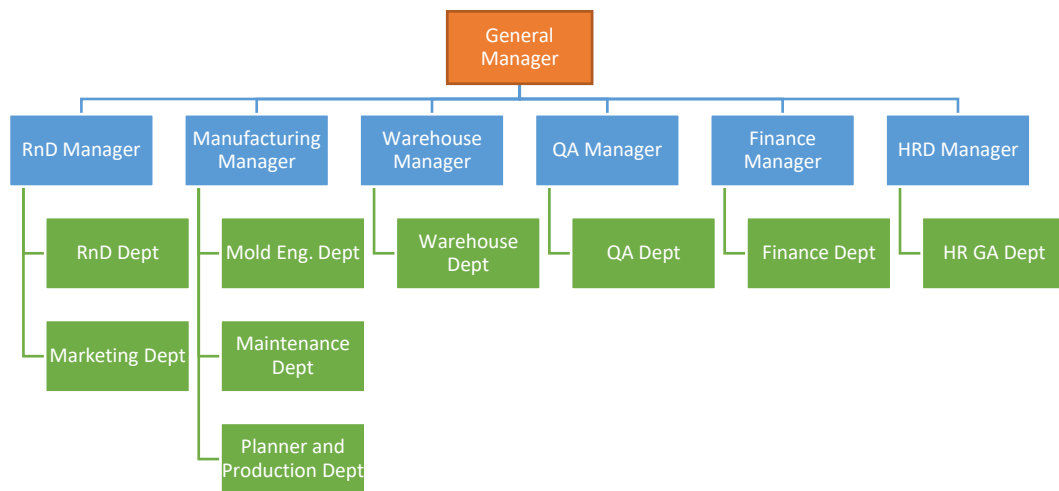 General
Manager
RnD Manager
Manufacturing
Manager
Warehouse
Manager
QA Manager
Finance
Manager
HRD Manager
RnD Dept
Mold Eng. Dept
Warehouse
Dept
QA Dept
Finance Dept
HR GA Dept
Marketing Dept
Maintenance
Dept
Planner and
Production Dept